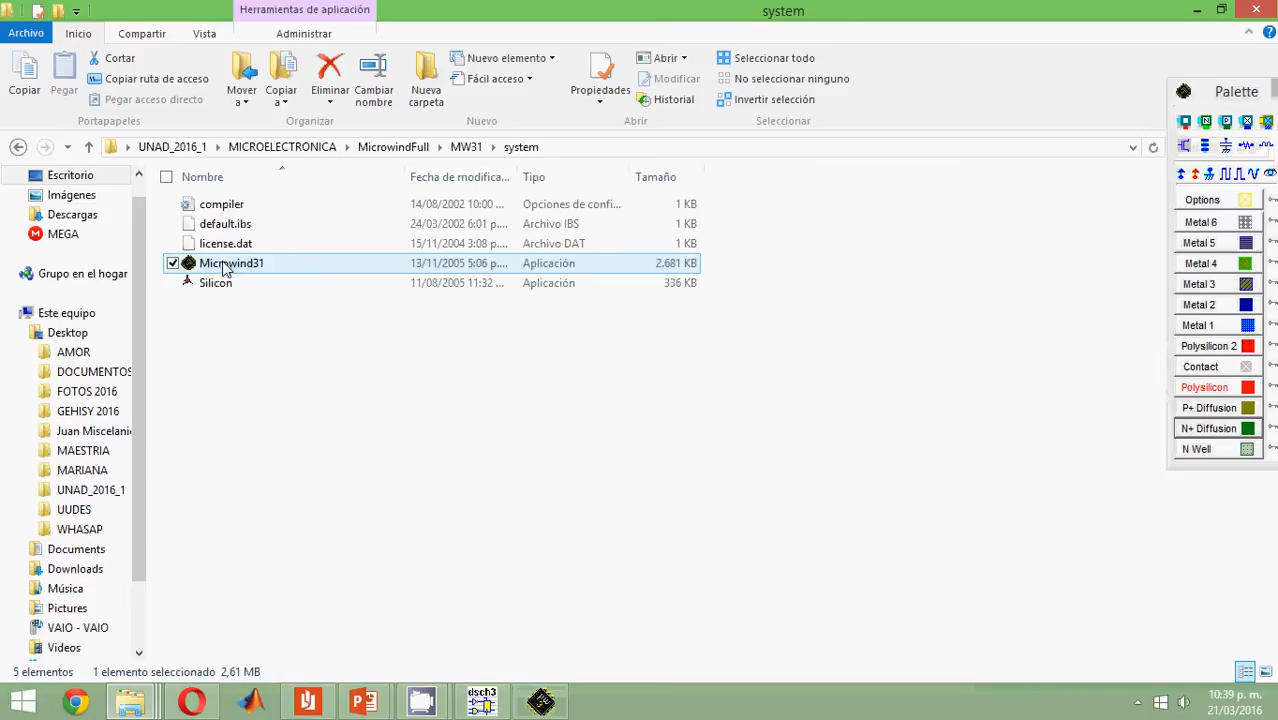 Herramientas de aplicación
system
Archivo
Inicio
Compartir
Vista
Administrar
Copiar
Pegar
Cortar
Copiar ruta de acceso
Pegar acceso directo
Portapapeles
Mover a
Copiar a
Eliminar
Cambiar nombre
Organizar
Nueva carpeta
Nuevo elemento
Fácil acceso
Nuevo
Propiedades
Abrir
Modificar
Historial
Abrir
Seleccionar todo
No seleccionar ninguno
Invertir selección
Seleccionar
UNAD_2016_1
MICROELECTRONICA
MicrowindFull
MW31
system
Escritorio
Imágenes
Descargas
MEGA
Grupo en el hogar
Este equipo
Desktop
AMOR
DOCUMENTOS
FOTOS 2016
GEHISY 2016
Juan Miscelani
MAESTRIA
MARIANA
UNAD_2016_1
UUDES
WHASAP
Documents
Downloads
Música
Pictures
VAIO - VAIO
Videos
Nombre Fecha de modifica... Tipo Tamaño
compiler 14/08/2002 10:00 ... Opciones de confi... 1 KB
default.ibs 24/03/2002 6:01 p.... Archivo IBS 1 KB
license.dat 15/11/2004 3:08 p.... Archivo DAT 1 KB
Microwind31 13/11/2005 5:06 p.... Aplicación 2.681 KB
Silicon 11/08/2005 11:32 ... Aplicación 336 KB
Palette
Options
Metal 6
Metal 5
Metal 4
Metal 3
Metal 2
Metal 1
Polysilicon 2
Contact
Polysilicon
P+ Diffusion
N+ Diffusion
N Well
5 elementos 1 elemento seleccionado 2,61 MB
dsch3
10:39 p. m.
21/03/2016